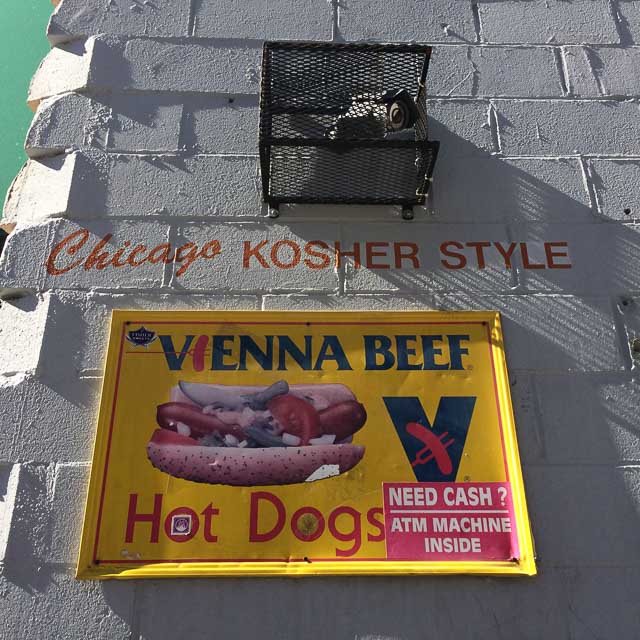 Chicago KOSHER STYLE
VIENNA BEEF
Hot Dogs
NEED CASH ?
ATM MACHINE
INSIDE